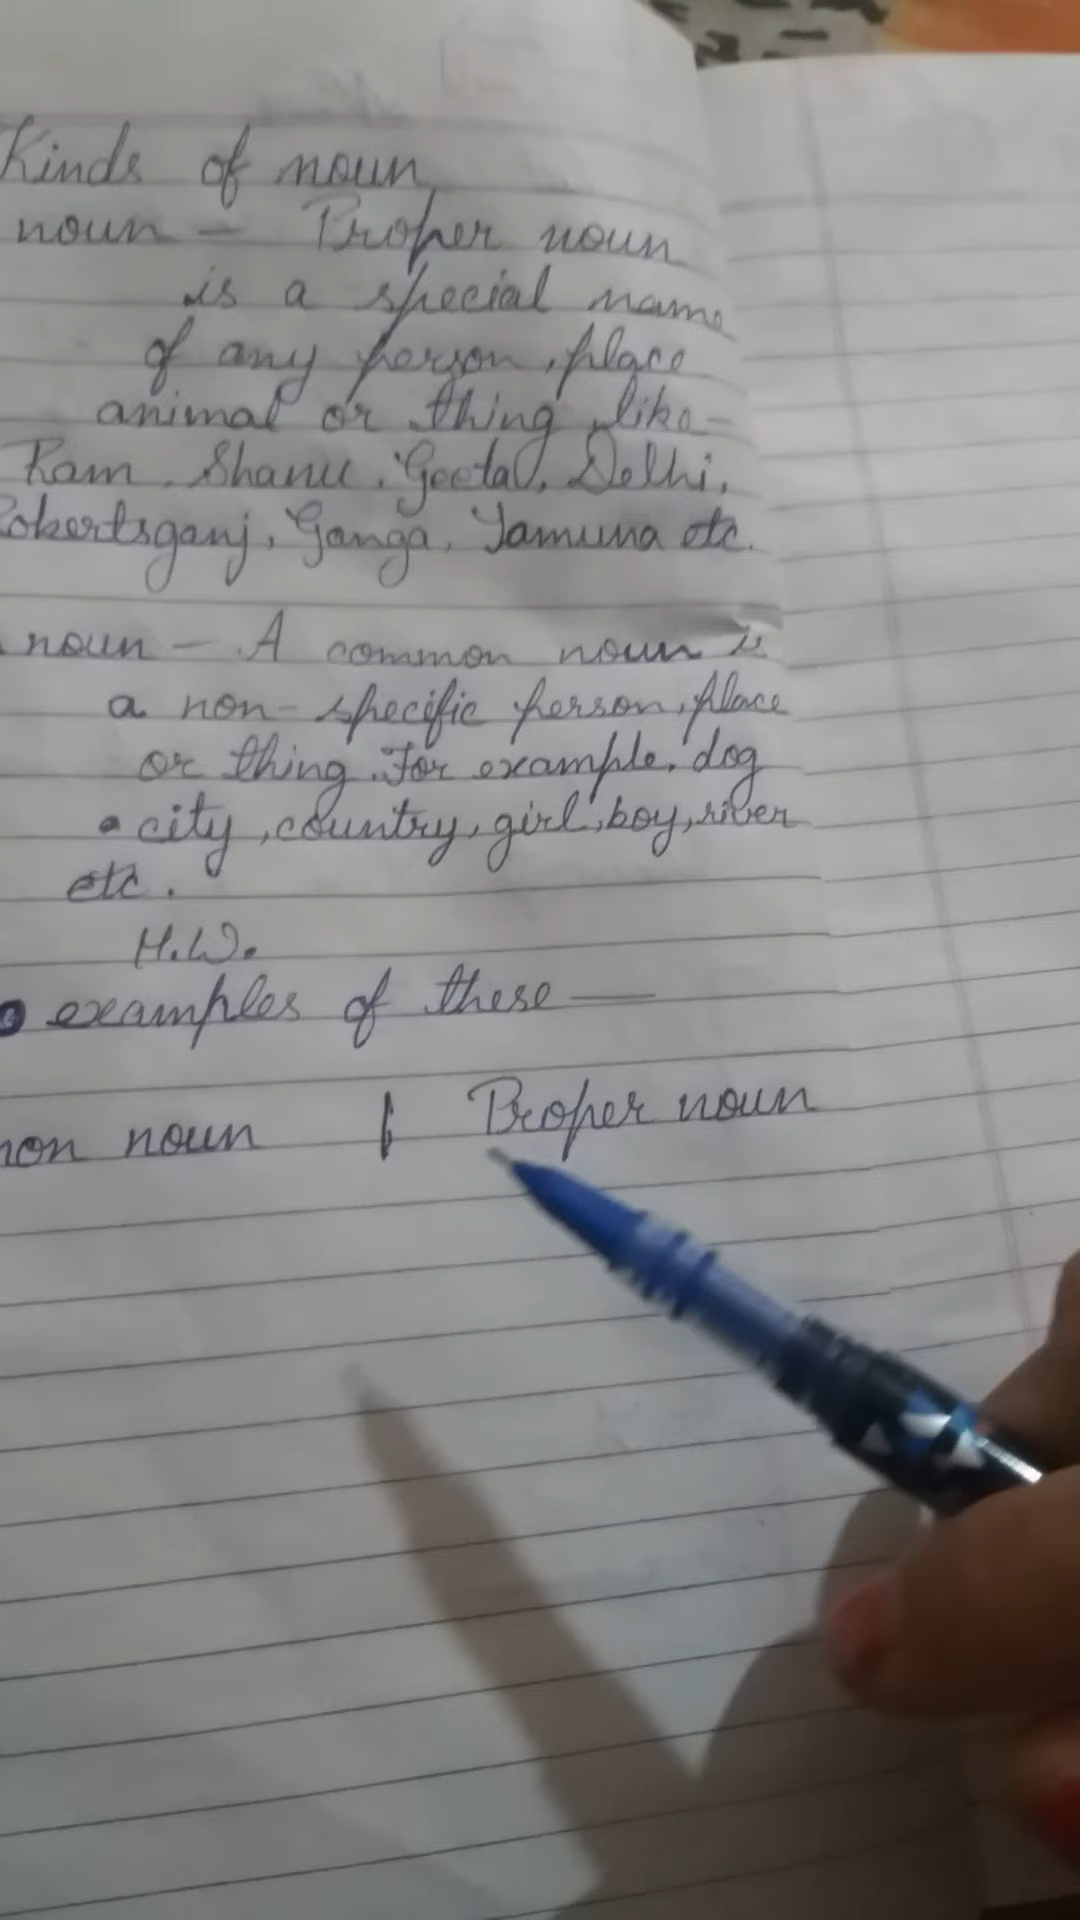 Kinds of noun
noun - Proper noun
is a special name
of any person, place
animal or thing like-
Ram, Shanu, Geeta, Delhi,
Robertsganj, Ganga, Yamuna etc.
noun - A common noun is
a non-specific person, place
or thing. For example, dog
city, country, girl, boy, river
etc.
H.W.
examples of these —
mon noun | Proper noun